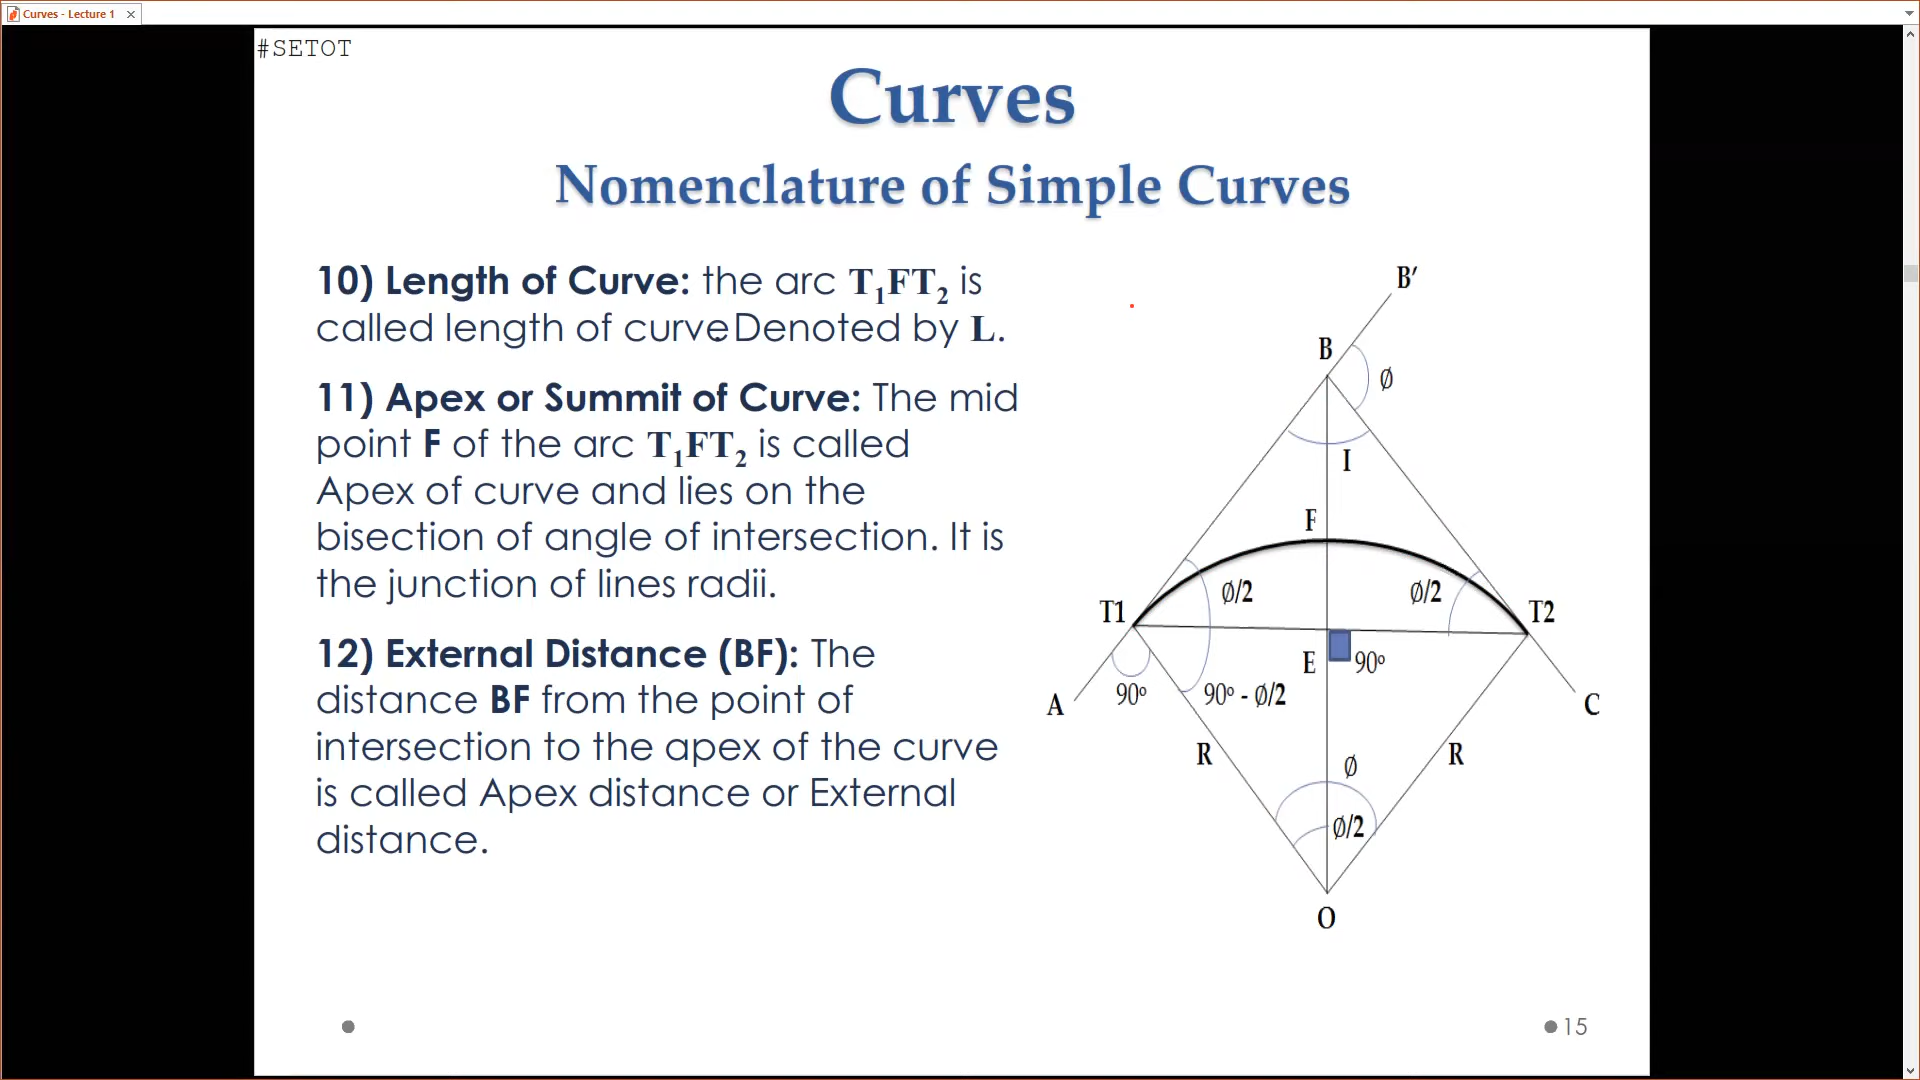 Curves - Lecture 1
#SETOT
Curves
Nomenclature of Simple Curves
10) Length of Curve: the arc T₁FT₂ is
called length of curve. Denoted by L.
11) Apex or Summit of Curve: The mid
point F of the arc T₁FT₂ is called
Apex of curve and lies on the
bisection of angle of intersection. It is
the junction of lines radii.
12) External Distance (BF): The
distance BF from the point of
intersection to the apex of the curve
is called Apex distance or External
distance.
B′
B
∅
I
F
∅/2
∅/2
T1
T2
E
90º
A
90º
90º - ∅/2
C
R
R
∅
∅/2
O
15